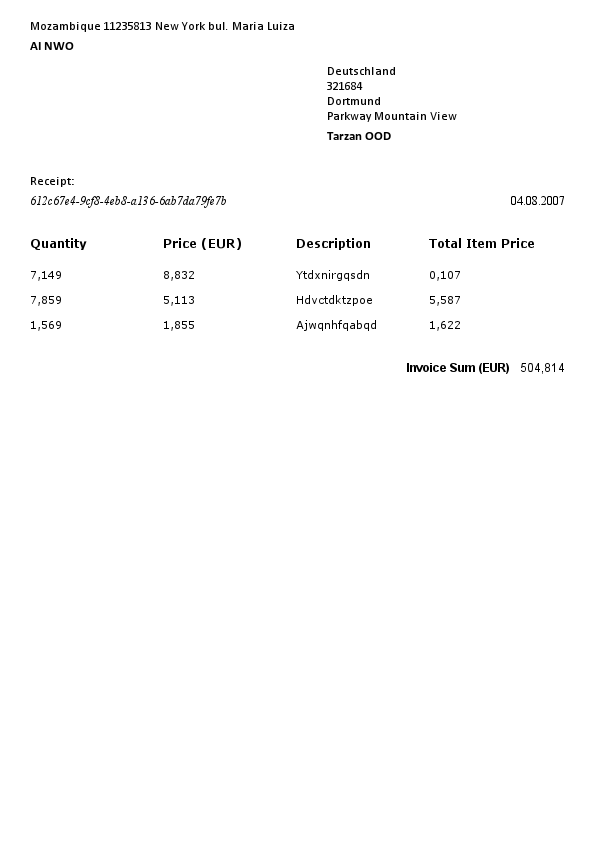 Mozambique 11235813 New York bul. Maria Luiza
AI NWO
Deutschland
321684
Dortmund
Parkway Mountain View
Tarzan OOD
Receipt:
612c67e4-9cf8-4eb8-a136-6ab7da79fe7b 04.08.2007
Quantity Price (EUR) Description Total Item Price
7,149 8,832 Ytdxnirgqsdn 0,107
7,859 5,113 Hdvctdktzpoe 5,587
1,569 1,855 Ajwqnhfqabqd 1,622
Invoice Sum (EUR) 504,814